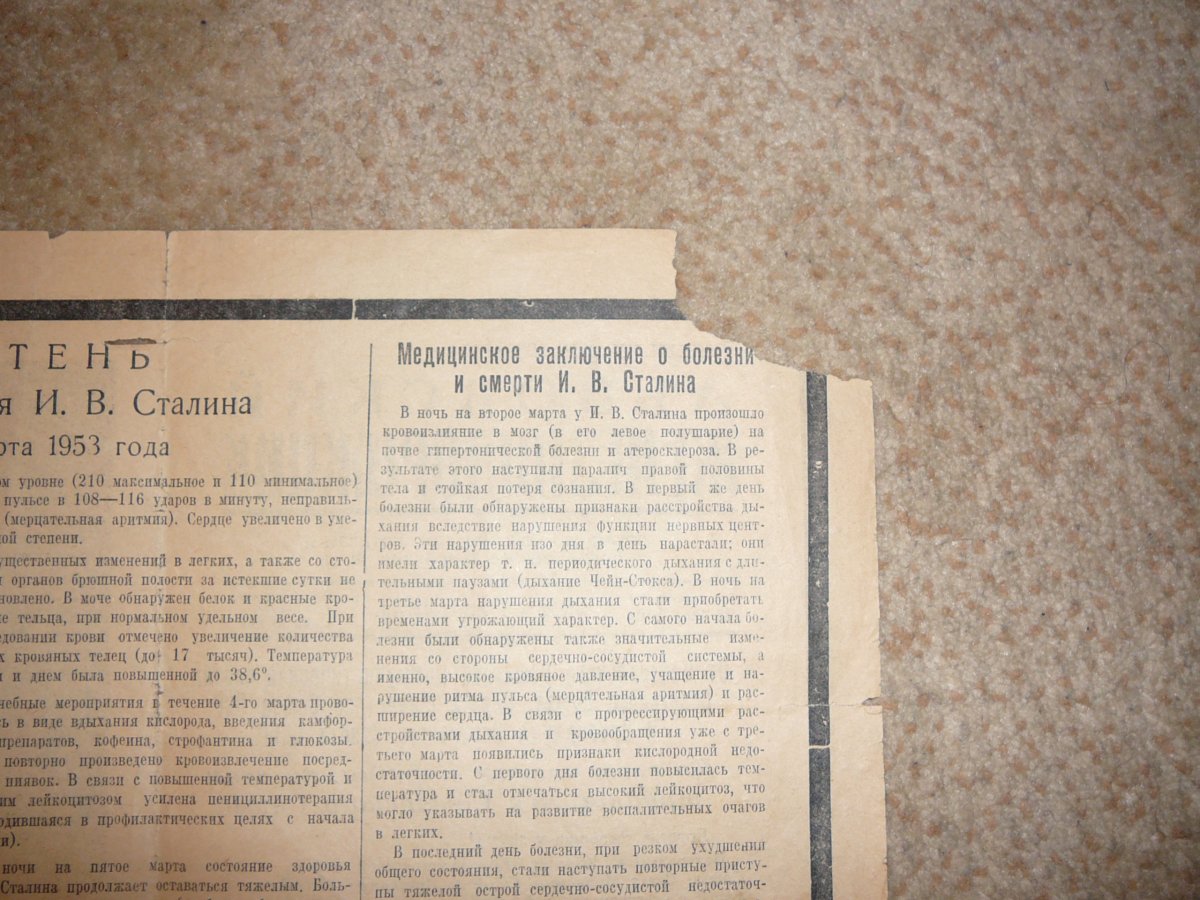 ТЕНЬ
я И. В. Сталина
рта 1953 года
ом уровне (210 максимальное и 110 минимальное)
пульсе в 108—116 ударов в минуту, неправиль-
(мерцательная аритмия). Сердце увеличено в уме-
ной степени.
ущественных изменений в легких, а также со сто-
и органов брюшной полости за истекшие сутки не
новлено. В моче обнаружен белок и красные кро-
е тельца, при нормальном удельном весе. При
едовании крови отмечено увеличение количества
х кровяных телец (до 17 тысяч). Температура
и и днем была повышенной до 38,6°.
чебные мероприятия в течение 4-го марта прово-
ь в виде вдыхания кислорода, введения камфор-
препаратов, кофеина, строфантина и глюкозы.
повторно произведено кровоизвлечение посред-
пиявок. В связи с повышенной температурой и
им лейкоцитозом усилена пенициллинотерапия
одившаяся в профилактических целях с начала
и).
ночи на пятое марта состояние здоровья
Сталина продолжает оставаться тяжелым. Боль-
Медицинское заключение о болезни
и смерти И. В. Сталина
В ночь на второе марта у И. В. Сталина произошло
кровоизлияние в мозг (в его левое полушарие) на
почве гипертонической болезни и атеросклероза. В ре-
зультате этого наступили паралич правой половины
тела и стойкая потеря сознания. В первый же день
болезни были обнаружены признаки расстройства ды-
хания вследствие нарушения функции нервных цент-
ров. Эти нарушения изо дня в день нарастали; они
имели характер т. н. периодического дыхания с дли-
тельными паузами (дыхание Чейн-Стокса). В ночь на
третье марта нарушения дыхания стали приобретать
временами угрожающий характер. С самого начала бо-
лезни были обнаружены также значительные изме-
нения со стороны сердечно-сосудистой системы, а
именно, высокое кровяное давление, учащение и на-
рушение ритма пульса (мерцательная аритмия) и рас-
ширение сердца. В связи с прогрессирующими рас-
стройствами дыхания и кровообращения уже с тре-
тьего марта появились признаки кислородной недо-
статочности. С первого дня болезни повысилась тем-
пература и стал отмечаться высокий лейкоцитоз, что
могло указывать на развитие воспалительных очагов
в легких.
В последний день болезни, при резком ухудшении
общего состояния, стали наступать повторные присту-
пы тяжелой острой сердечно-сосудистой недостаточ-